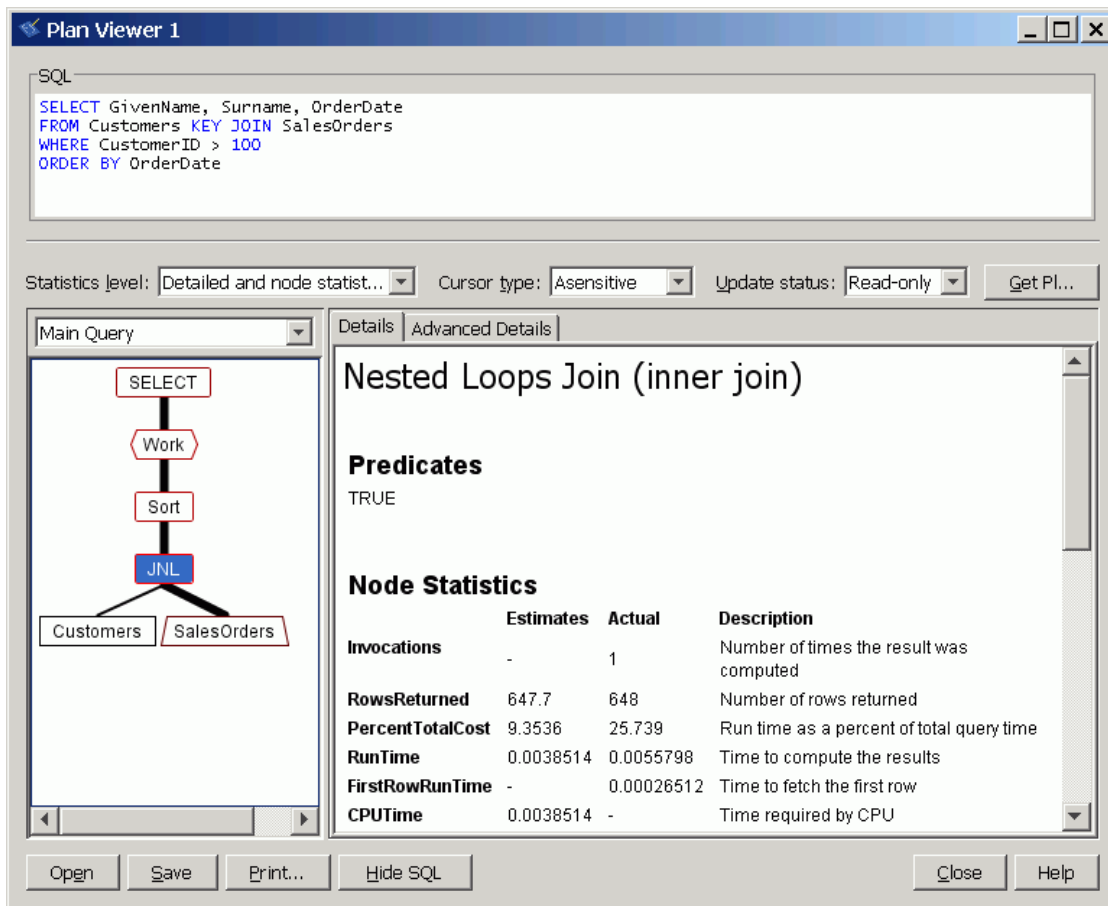 Plan Viewer 1
SQL
SELECT GivenName, Surname, OrderDate
FROM Customers KEY JOIN SalesOrders
WHERE CustomerID > 100
ORDER BY OrderDate
Statistics level: Detailed and node statist... Cursor type: Asensitive Update status: Read-only Get Pl...
Main Query
SELECT
Work
Sort
JNL
Customers SalesOrders
Details Advanced Details
Nested Loops Join (inner join)
Predicates
TRUE
Node Statistics
Estimates Actual Description
Invocations - 1 Number of times the result was
computed
RowsReturned 647.7 648 Number of rows returned
PercentTotalCost 9.3536 25.739 Run time as a percent of total query time
RunTime 0.0038514 0.0055798 Time to compute the results
FirstRowRunTime - 0.00026512 Time to fetch the first row
CPUTime 0.0038514 - Time required by CPU
Open Save Print... Hide SQL Close Help